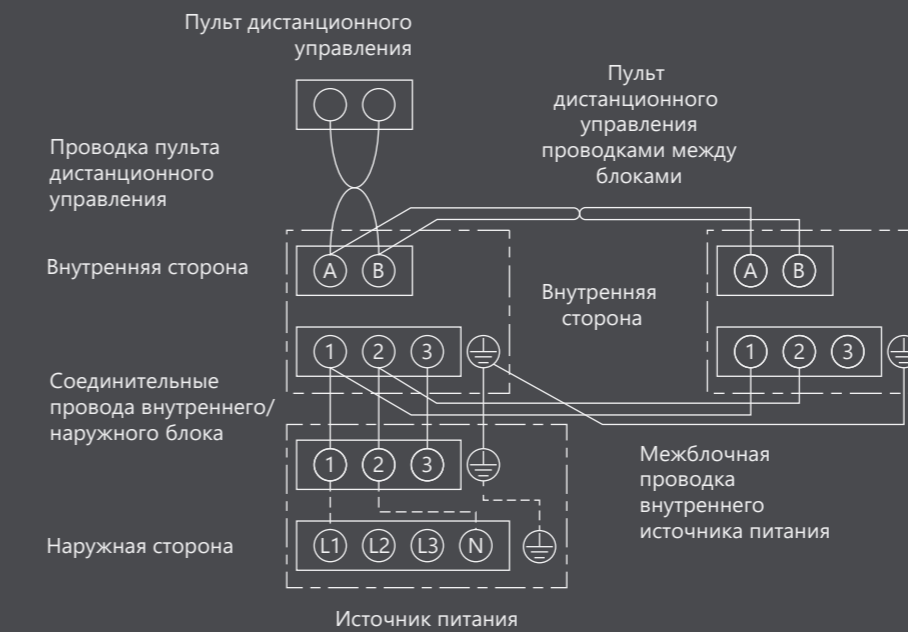 Пульт дистанционного
управления
Пульт
дистанционного
управления
проводками между
блоками
Проводка пульта
дистанционного
управления
Внутренняя сторона
A B
A B
Внутренняя
сторона
1 2 3
1 2 3
Соединительные
провода внутреннего/
наружного блока
1 2 3
Межблочная
проводка
внутреннего
источника питания
Наружная сторона
L1 L2 L3 N
Источник питания